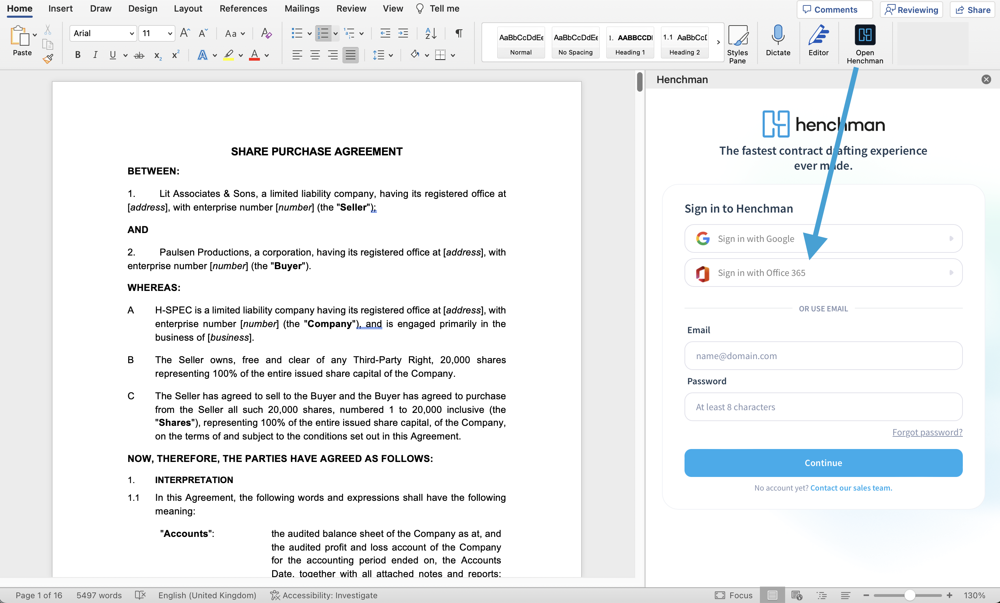 Home Insert Draw Design Layout References Mailings Review View Tell me
Comments Reviewing Share
Paste
Arial 11 Aa
AaBbCcDdEe AaBbCcDdEe 1. AABBCCDI 1.1 AaBbCcI
Normal No Spacing Heading 1 Heading 2
Styles Pane
Dictate
Editor
Open Henchman
SHARE PURCHASE AGREEMENT
BETWEEN:
1. Lit Associates & Sons, a limited liability company, having its registered office at
[address], with enterprise number [number] (the "Seller");
AND
2. Paulsen Productions, a corporation, having its registered office at [address], with
enterprise number [number] (the "Buyer").
WHEREAS:
A H-SPEC is a limited liability company having its registered office at [address], with
enterprise number [number] (the "Company"), and is engaged primarily in the
business of [business].
B The Seller owns, free and clear of any Third-Party Right, 20,000 shares
representing 100% of the entire issued share capital of the Company.
C The Seller has agreed to sell to the Buyer and the Buyer has agreed to purchase
from the Seller all such 20,000 shares, numbered 1 to 20,000 inclusive (the
"Shares"), representing 100% of the entire issued share capital, of the Company,
on the terms of and subject to the conditions set out in this Agreement.
NOW, THEREFORE, THE PARTIES HAVE AGREED AS FOLLOWS:
1. INTERPRETATION
1.1 In this Agreement, the following words and expressions shall have the following
meaning:
"Accounts": the audited balance sheet of the Company as at, and
the audited profit and loss account of the Company
for the accounting period ended on, the Accounts
Date, together with all attached notes and reports;
Henchman
henchman
The fastest contract drafting experience
ever made.
Sign in to Henchman
Sign in with Google
Sign in with Office 365
OR USE EMAIL
Email
name@domain.com
Password
At least 8 characters
Forgot password?
Continue
No account yet? Contact our sales team.
Page 1 of 16 5497 words English (United Kingdom) Accessibility: Investigate Focus 130%